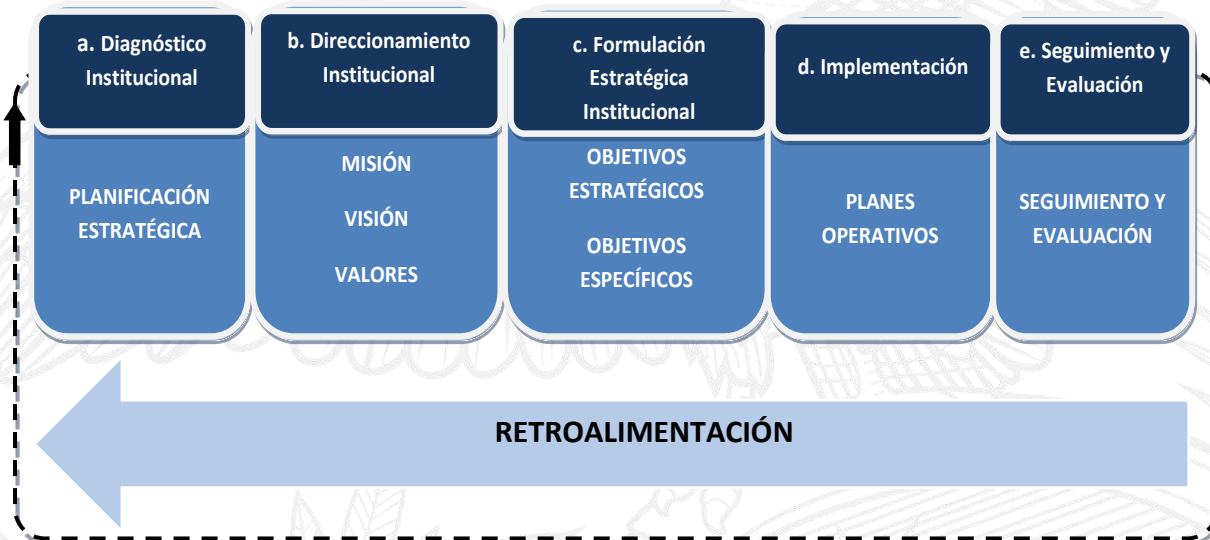 a. Diagnóstico
Institucional
PLANIFICACIÓN
ESTRATÉGICA
b. Direccionamiento
Institucional
MISIÓN
VISIÓN
VALORES
c. Formulación
Estratégica
Institucional
OBJETIVOS
ESTRATÉGICOS
OBJETIVOS
ESPECÍFICOS
d. Implementación
PLANES
OPERATIVOS
e. Seguimiento y
Evaluación
SEGUIMIENTO Y
EVALUACIÓN
RETROALIMENTACIÓN